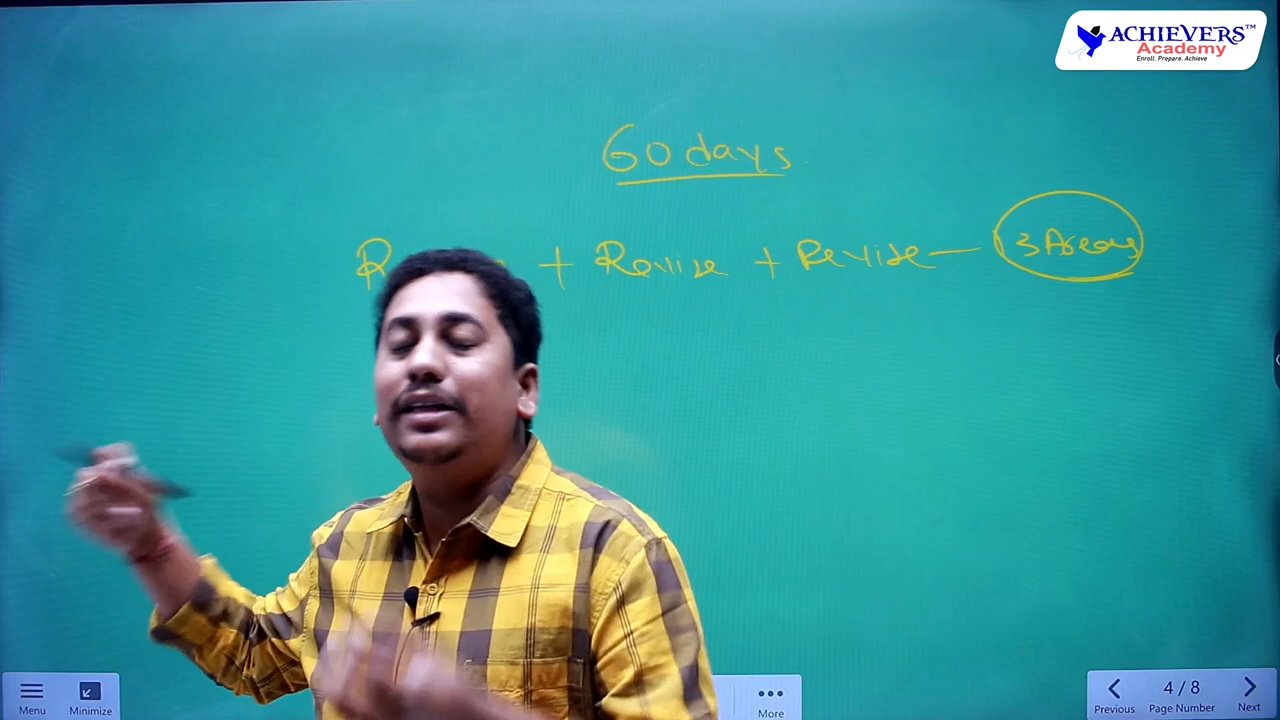 ACHIEVERS™
Academy
Enroll. Prepare. Achieve
60 days
+ Revise + Revise — 3 Areas
Menu
Minimize
More
Previous
4 / 8
Page Number
Next